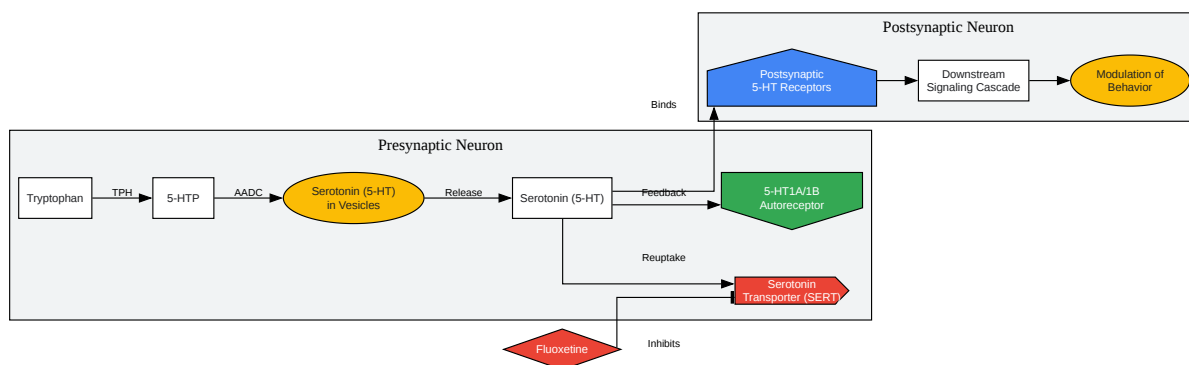 Postsynaptic Neuron
Postsynaptic
5-HT Receptors
Downstream
Signaling Cascade
Modulation of
Behavior
Binds
Presynaptic Neuron
Tryptophan
TPH
5-HTP
AADC
Serotonin (5-HT)
in Vesicles
Release
Serotonin (5-HT)
Feedback
5-HT1A/1B
Autoreceptor
Reuptake
Serotonin
Transporter (SERT)
Fluoxetine
Inhibits